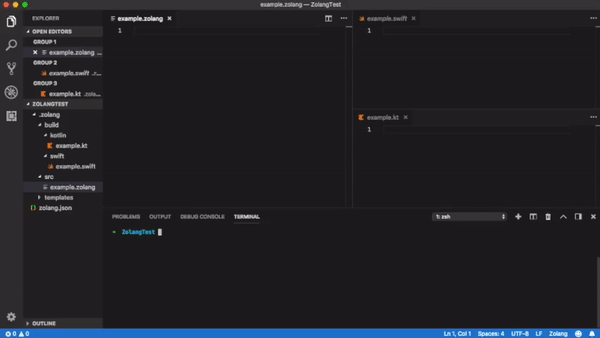 example.zolang — ZolangTest
EXPLORER
OPEN EDITORS
GROUP 1
example.zolang ...
GROUP 2
example.swift .r...
GROUP 3
example.kt .zola...
ZOLANGTEST
.zolang
build
kotlin
example.kt
swift
example.swift
src
example.zolang
templates
zolang.json
OUTLINE
example.zolang
1
example.swift
1
example.kt
1
PROBLEMS OUTPUT DEBUG CONSOLE TERMINAL
1: zsh
ZolangTest
0 0
Ln 1, Col 1 Spaces: 4 UTF-8 LF Zolang